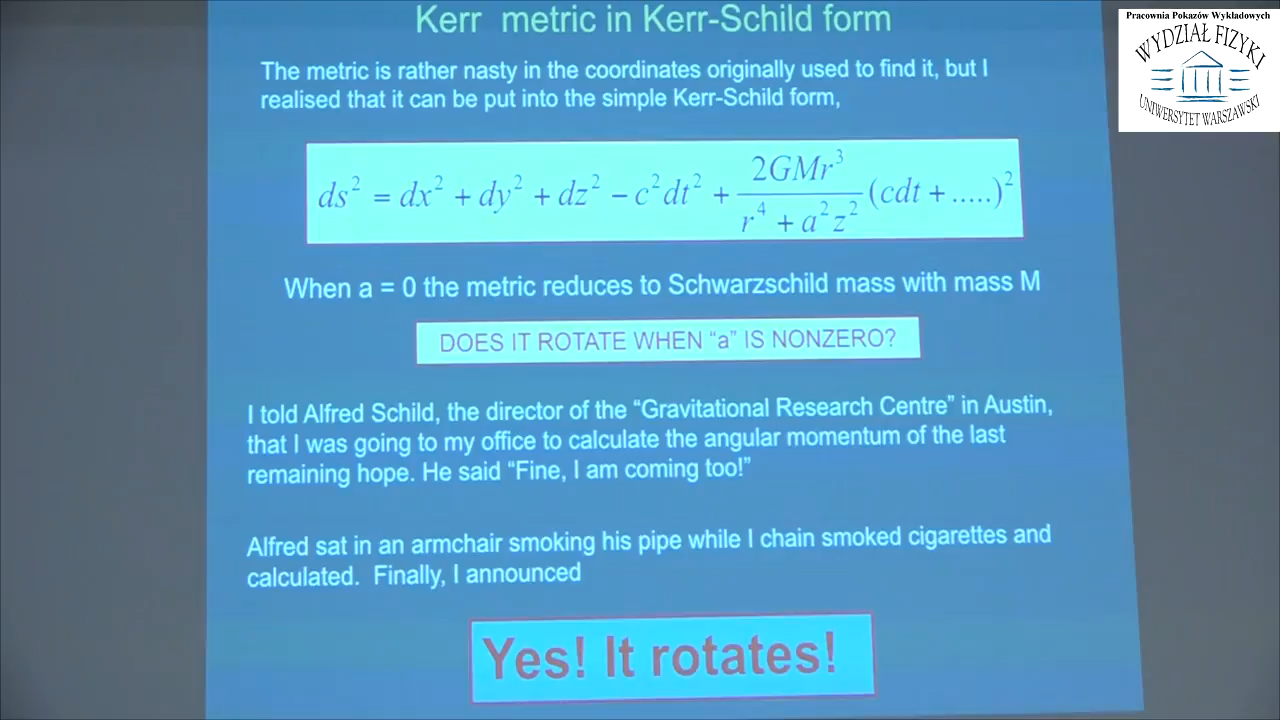 Kerr metric in Kerr-Schild form
The metric is rather nasty in the coordinates originally used to find it, but I
realised that it can be put into the simple Kerr-Schild form,
ds² = dx² + dy² + dz² − c²dt² + 2GMr³ / (r⁴ + a²z²) (cdt + .....)²
When a = 0 the metric reduces to Schwarzschild mass with mass M
DOES IT ROTATE WHEN “a” IS NONZERO?
I told Alfred Schild, the director of the “Gravitational Research Centre” in Austin,
that I was going to my office to calculate the angular momentum of the last
remaining hope. He said “Fine, I am coming too!”
Alfred sat in an armchair smoking his pipe while I chain smoked cigarettes and
calculated. Finally, I announced
Yes! It rotates!
Pracownia Pokazów Wykładowych
WYDZIAŁ FIZYKI
UNIWERSYTET WARSZAWSKI